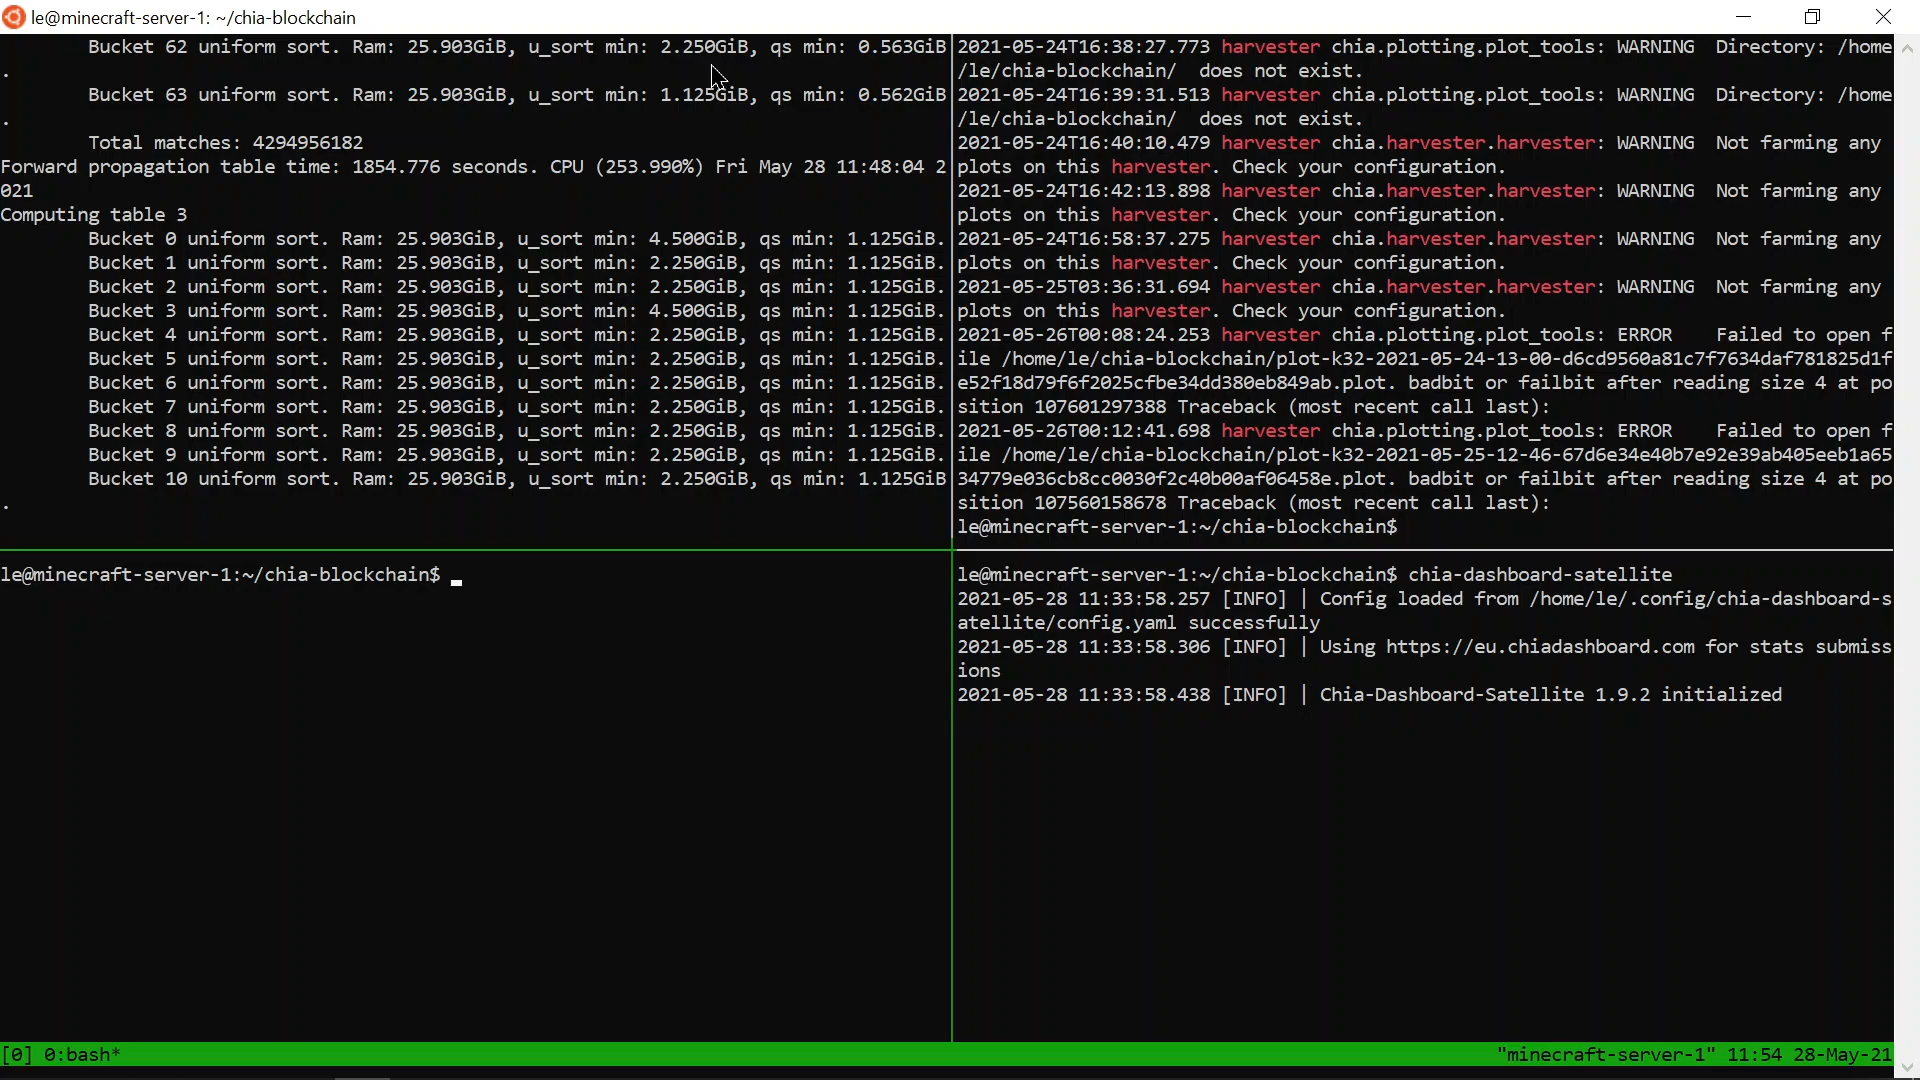 le@minecraft-server-1: ~/chia-blockchain
Bucket 62 uniform sort. Ram: 25.903GiB, u_sort min: 2.250GiB, qs min: 0.563GiB
.
Bucket 63 uniform sort. Ram: 25.903GiB, u_sort min: 1.125GiB, qs min: 0.562GiB
.
Total matches: 4294956182
Forward propagation table time: 1854.776 seconds. CPU (253.990%) Fri May 28 11:48:04 2
021
Computing table 3
Bucket 0 uniform sort. Ram: 25.903GiB, u_sort min: 4.500GiB, qs min: 1.125GiB.
Bucket 1 uniform sort. Ram: 25.903GiB, u_sort min: 2.250GiB, qs min: 1.125GiB.
Bucket 2 uniform sort. Ram: 25.903GiB, u_sort min: 2.250GiB, qs min: 1.125GiB.
Bucket 3 uniform sort. Ram: 25.903GiB, u_sort min: 4.500GiB, qs min: 1.125GiB.
Bucket 4 uniform sort. Ram: 25.903GiB, u_sort min: 2.250GiB, qs min: 1.125GiB.
Bucket 5 uniform sort. Ram: 25.903GiB, u_sort min: 2.250GiB, qs min: 1.125GiB.
Bucket 6 uniform sort. Ram: 25.903GiB, u_sort min: 2.250GiB, qs min: 1.125GiB.
Bucket 7 uniform sort. Ram: 25.903GiB, u_sort min: 2.250GiB, qs min: 1.125GiB.
Bucket 8 uniform sort. Ram: 25.903GiB, u_sort min: 2.250GiB, qs min: 1.125GiB.
Bucket 9 uniform sort. Ram: 25.903GiB, u_sort min: 2.250GiB, qs min: 1.125GiB.
Bucket 10 uniform sort. Ram: 25.903GiB, u_sort min: 2.250GiB, qs min: 1.125GiB
.
2021-05-24T16:38:27.773 harvester chia.plotting.plot_tools: WARNING  Directory: /home
/le/chia-blockchain/  does not exist.
2021-05-24T16:39:31.513 harvester chia.plotting.plot_tools: WARNING  Directory: /home
/le/chia-blockchain/  does not exist.
2021-05-24T16:40:10.479 harvester chia.harvester.harvester: WARNING  Not farming any
plots on this harvester. Check your configuration.
2021-05-24T16:42:13.898 harvester chia.harvester.harvester: WARNING  Not farming any
plots on this harvester. Check your configuration.
2021-05-24T16:58:37.275 harvester chia.harvester.harvester: WARNING  Not farming any
plots on this harvester. Check your configuration.
2021-05-25T03:36:31.694 harvester chia.harvester.harvester: WARNING  Not farming any
plots on this harvester. Check your configuration.
2021-05-26T00:08:24.253 harvester chia.plotting.plot_tools: ERROR    Failed to open f
ile /home/le/chia-blockchain/plot-k32-2021-05-24-13-00-d6cd9560a81c7f7634daf781825d1f
e52f18d79f6f2025cfbe34dd380eb849ab.plot. badbit or failbit after reading size 4 at po
sition 107601297388 Traceback (most recent call last):
2021-05-26T00:12:41.698 harvester chia.plotting.plot_tools: ERROR    Failed to open f
ile /home/le/chia-blockchain/plot-k32-2021-05-25-12-46-67d6e34e40b7e92e39ab405eeb1a65
34779e036cb8cc0030f2c40b00af06458e.plot. badbit or failbit after reading size 4 at po
sition 107560158678 Traceback (most recent call last):
le@minecraft-server-1:~/chia-blockchain$
le@minecraft-server-1:~/chia-blockchain$
le@minecraft-server-1:~/chia-blockchain$ chia-dashboard-satellite
2021-05-28 11:33:58.257 [INFO] | Config loaded from /home/le/.config/chia-dashboard-s
atellite/config.yaml successfully
2021-05-28 11:33:58.306 [INFO] | Using https://eu.chiadashboard.com for stats submiss
ions
2021-05-28 11:33:58.438 [INFO] | Chia-Dashboard-Satellite 1.9.2 initialized
[0] 0:bash*
"minecraft-server-1" 11:54 28-May-21